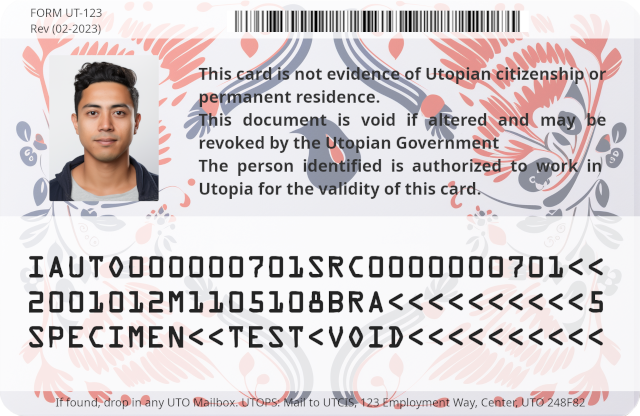 FORM UT-123
Rev (02-2023)
This card is not evidence of Utopian citizenship or
permanent residence.
This document is void if altered and may be
revoked by the Utopian Government
The person identified is authorized to work in
Utopia for the validity of this card.
IAUTO0000000701SRC0000000701<<
2001012M1105108BRA<<<<<<<<<<<5
SPECIMEN<<TEST<VOID<<<<<<<<<<<
If found, drop in any UTO Mailbox. UTOPS: Mail to UTCIS, 123 Employment Way, Center, UTO 248F82